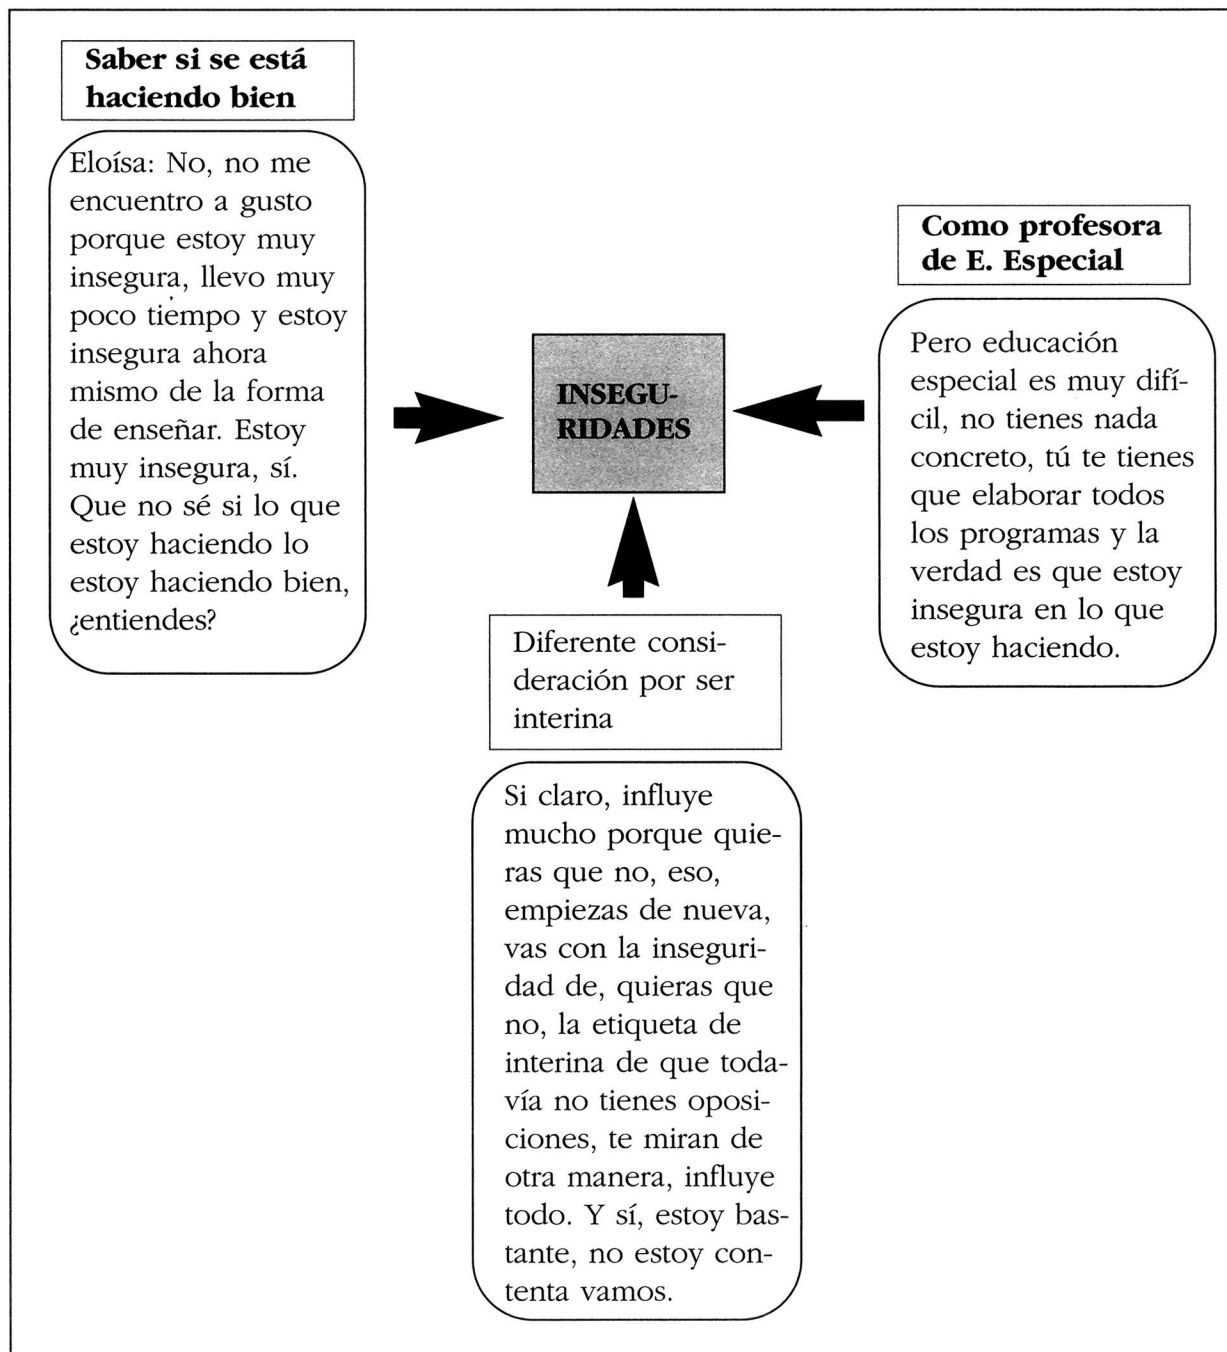 Saber si se está
haciendo bien
Eloísa: No, no me
encuentro a gusto
porque estoy muy
insegura, llevo muy
poco tiempo y estoy
insegura ahora
mismo de la forma
de enseñar. Estoy
muy insegura, sí.
Que no sé si lo que
estoy haciendo lo
estoy haciendo bien,
¿entiendes?
INSEGU-
RIDADES
Como profesora
de E. Especial
Pero educación
especial es muy difí-
cil, no tienes nada
concreto, tú te tienes
que elaborar todos
los programas y la
verdad es que estoy
insegura en lo que
estoy haciendo.
Diferente consi-
deración por ser
interina
Si claro, influye
mucho porque quie-
ras que no, eso,
empiezas de nueva,
vas con la inseguri-
dad de, quieras que
no, la etiqueta de
interina de que toda-
vía no tienes oposi-
ciones, te miran de
otra manera, influye
todo. Y sí, estoy bas-
tante, no estoy con-
tenta vamos.